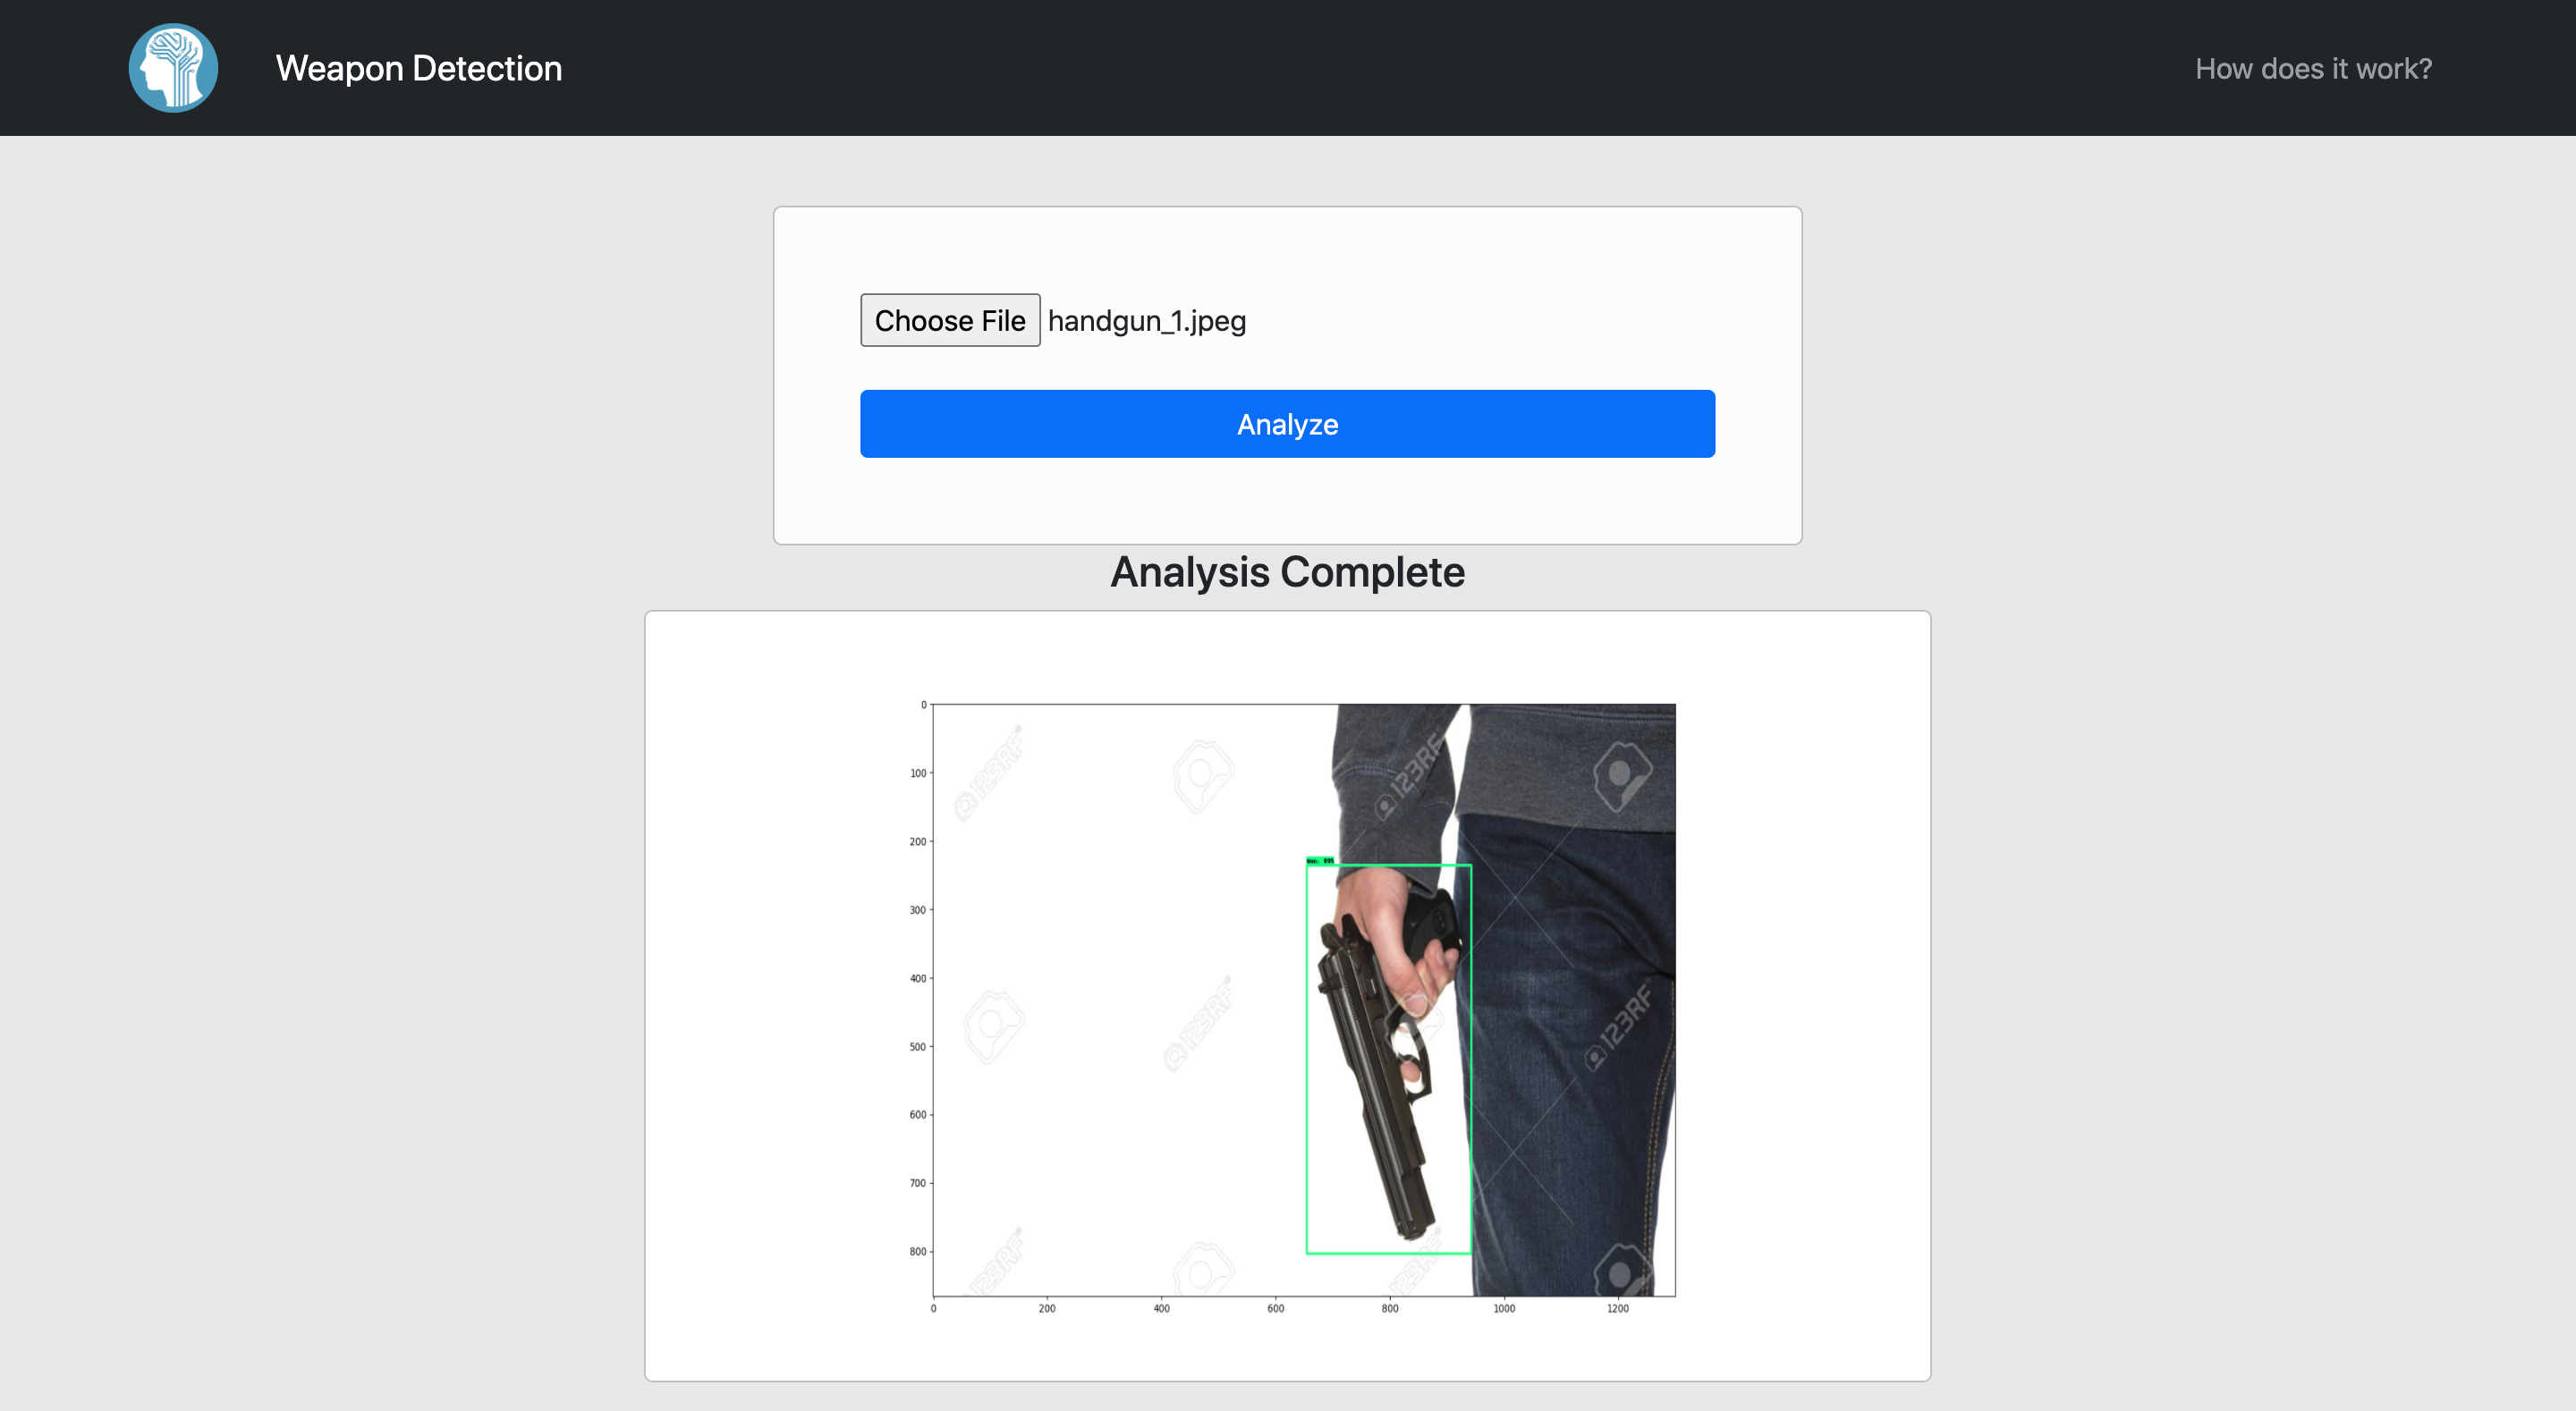 Weapon Detection
How does it work?
Choose File handgun_1.jpeg
Analyze
Analysis Complete
0
100
200
300
400
500
600
700
800
0 200 400 600 800 1000 1200
123RF 123RF
123RF 123RF
123RF 123RF